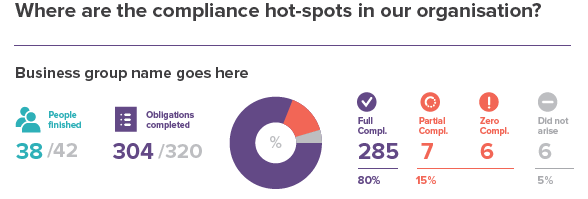 Where are the compliance hot-spots in our organisation?
Business group name goes here
People
finished
38 /42
Obligations
completed
304 /320
%
Full
Compl.
285
80%
Partial
Compl.
7
Zero
Compl.
6
15%
Did not
arise
6
5%